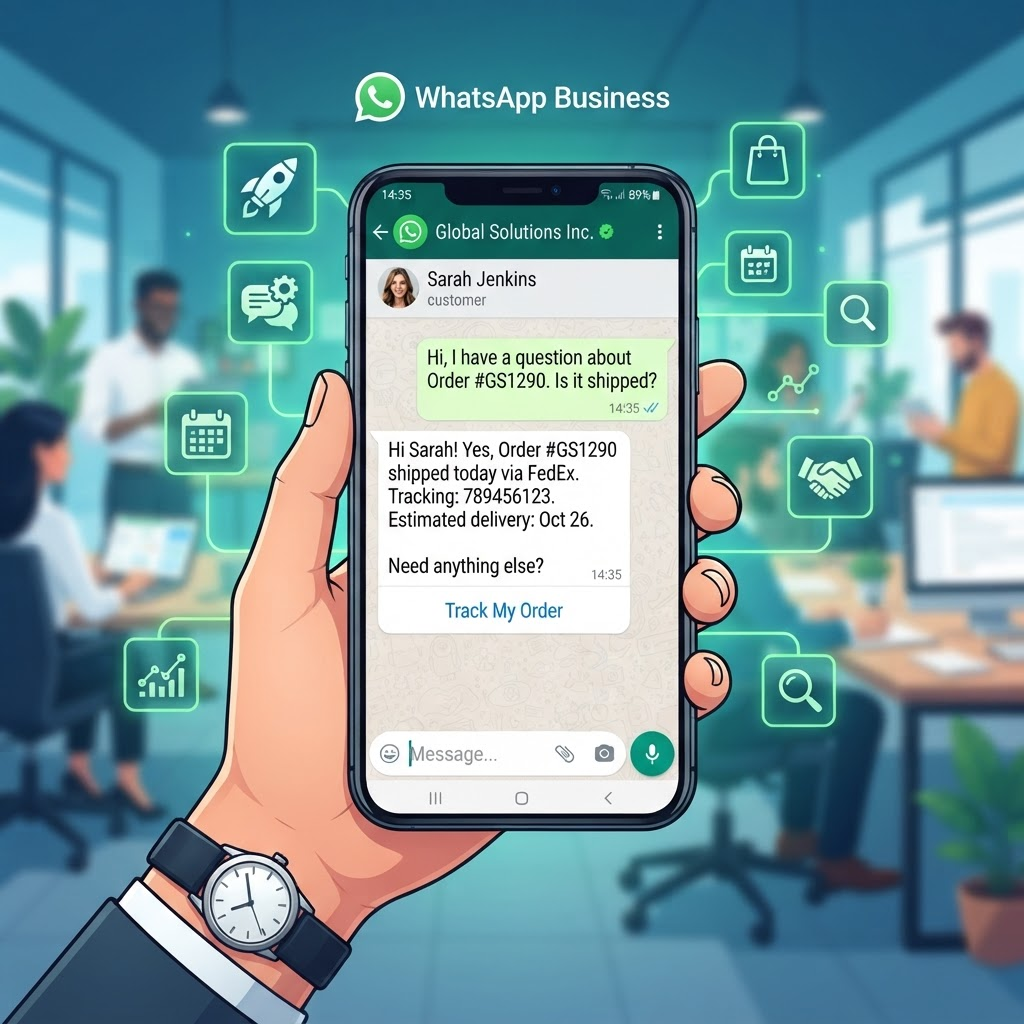 WhatsApp Business
14:35
89%
Global Solutions Inc.
Sarah Jenkins
customer
Hi, I have a question about
Order #GS1290. Is it shipped?
14:35
Hi Sarah! Yes, Order #GS1290
shipped today via FedEx.
Tracking: 789456123.
Estimated delivery: Oct 26.
Need anything else?
14:35
Track My Order
Message...